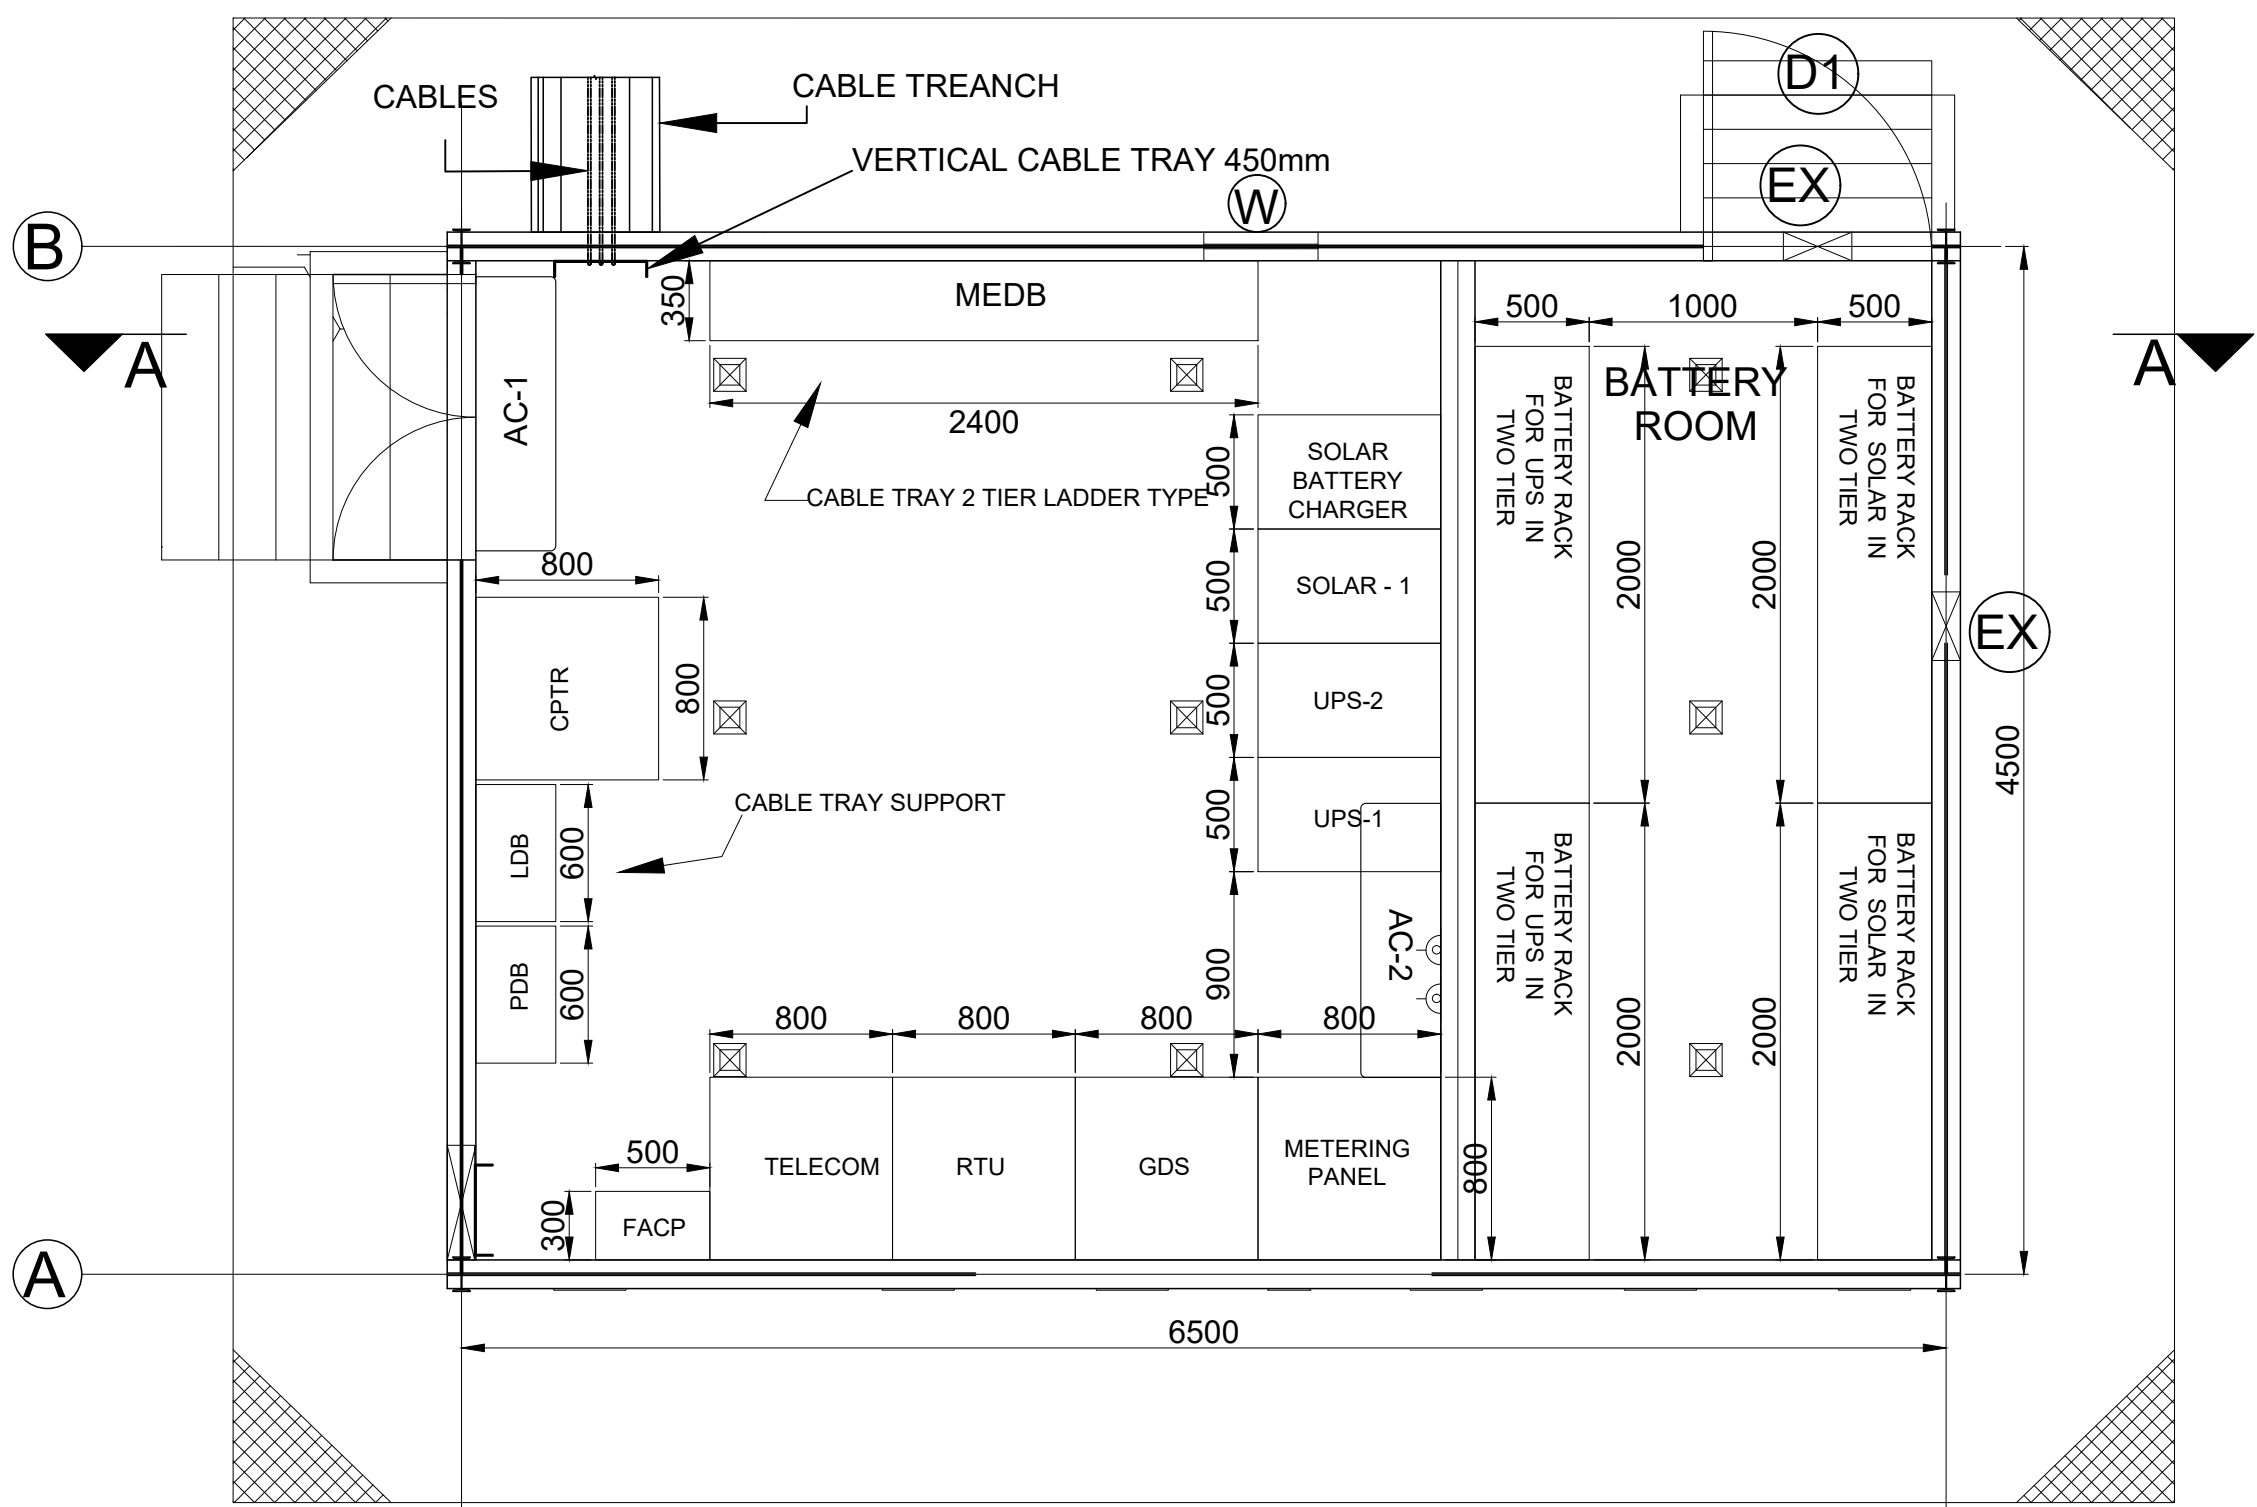 CABLES
CABLE TREANCH
VERTICAL CABLE TRAY 450mm
D1
EX
W
B
A
A
MEDB
350
2400
500
1000
500
BATTERY
ROOM
AC-1
CABLE TRAY 2 TIER LADDER TYPE
SOLAR
BATTERY
CHARGER
500
SOLAR - 1
500
UPS-2
500
UPS-1
500
BATTERY RACK
FOR UPS IN
TWO TIER
2000
2000
BATTERY RACK
FOR SOLAR IN
TWO TIER
EX
4500
800
CPTR
800
CABLE TRAY SUPPORT
LDB
600
PDB
600
900
AC-2
BATTERY RACK
FOR UPS IN
TWO TIER
2000
2000
BATTERY RACK
FOR SOLAR IN
TWO TIER
800
800
800
800
500
300
FACP
TELECOM
RTU
GDS
METERING
PANEL
800
A
6500